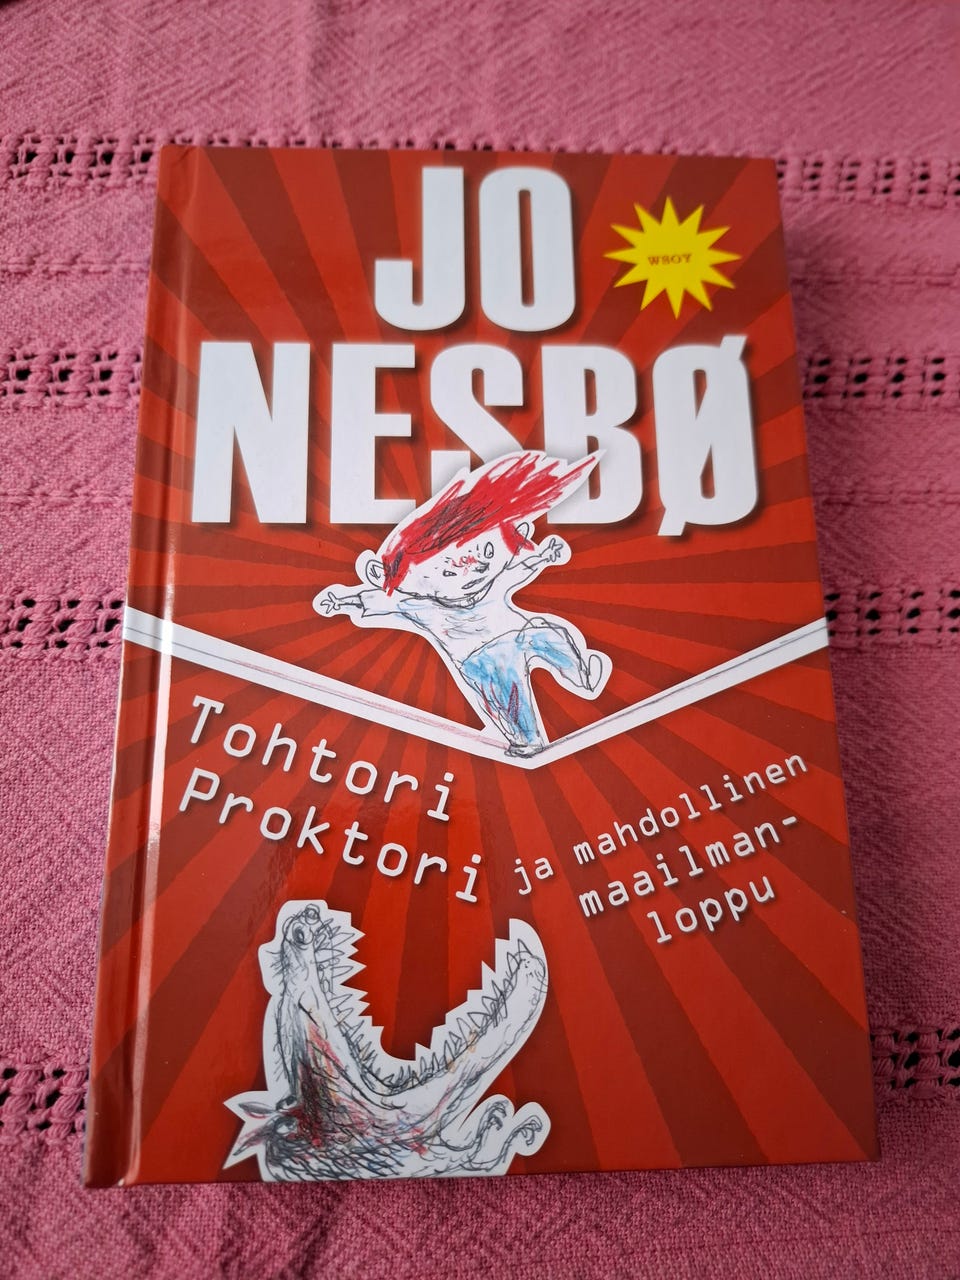 JO
NESBØ
WSOY
Tohtori
Proktori
ja mahdollinen
maailman-
loppu